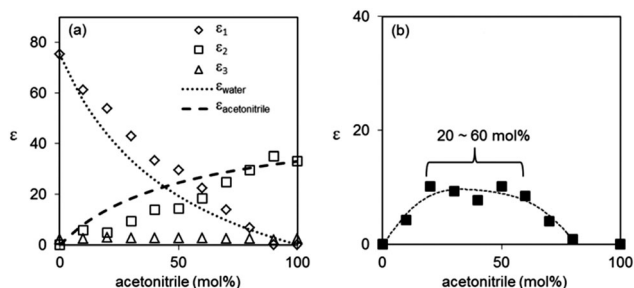 (a)
80
60
40
20
0
ε
◇ ε1
□ ε2
△ ε3
εwater
εacetonitrile
0
50
100
acetonitrile (mol%)
(b)
40
20
0
ε
20 ~ 60 mol%
0
50
100
acetonitrile (mol%)